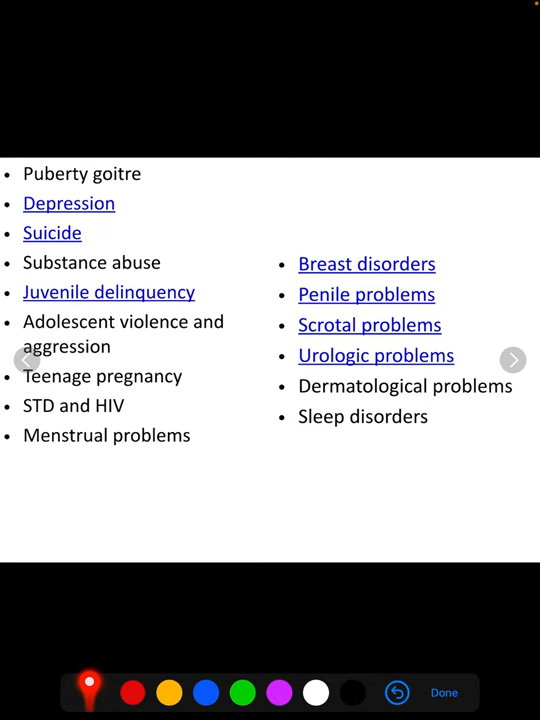 • Puberty goitre
• Depression
• Suicide
• Substance abuse
• Juvenile delinquency
• Adolescent violence and
aggression
• Teenage pregnancy
• STD and HIV
• Menstrual problems
• Breast disorders
• Penile problems
• Scrotal problems
• Urologic problems
• Dermatological problems
• Sleep disorders
Done